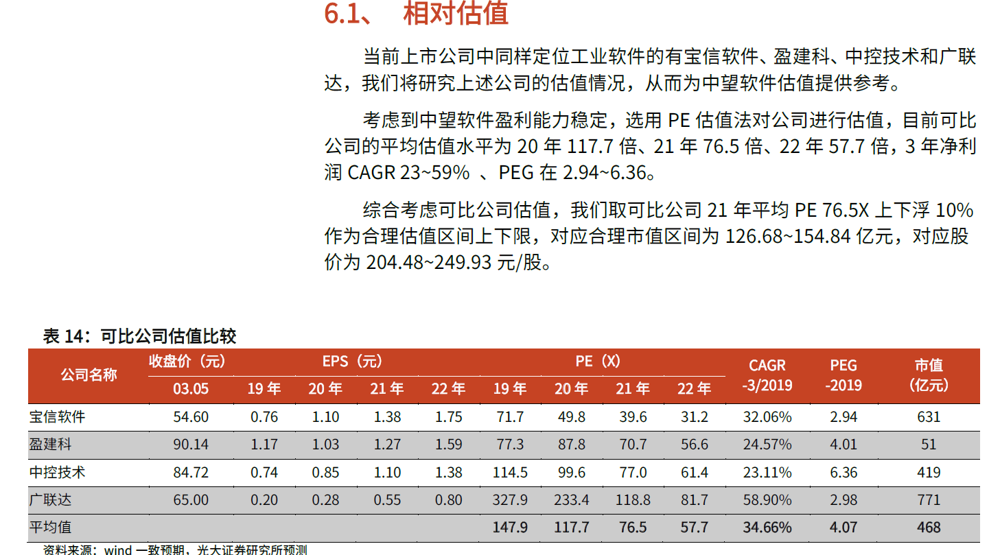 6.1、 相对估值
当前上市公司中同样定位工业软件的有宝信软件、盈建科、中控技术和广联
达，我们将研究上述公司的估值情况，从而为中望软件估值提供参考。
考虑到中望软件盈利能力稳定，选用 PE 估值法对公司进行估值，目前可比
公司的平均估值水平为 20 年 117.7 倍、21 年 76.5 倍、22 年 57.7 倍，3 年净利
润 CAGR 23~59% 、PEG 在 2.94~6.36。
综合考虑可比公司估值，我们取可比公司 21 年平均 PE 76.5X 上下浮 10%
作为合理估值区间上下限，对应合理市值区间为 126.68~154.84 亿元，对应股
价为 204.48~249.93 元/股。
表 14：可比公司估值比较
公司名称 收盘价（元） EPS（元） PE（X） CAGR PEG 市值
03.05 19 年 20 年 21 年 22 年 19 年 20 年 21 年 22 年 -3/2019 -2019 （亿元）
宝信软件 54.60 0.76 1.10 1.38 1.75 71.7 49.8 39.6 31.2 32.06% 2.94 631
盈建科 90.14 1.17 1.03 1.27 1.59 77.3 87.8 70.7 56.6 24.57% 4.01 51
中控技术 84.72 0.74 0.85 1.10 1.38 114.5 99.6 77.0 61.4 23.11% 6.36 419
广联达 65.00 0.20 0.28 0.55 0.80 327.9 233.4 118.8 81.7 58.90% 2.98 771
平均值 147.9 117.7 76.5 57.7 34.66% 4.07 468
资料来源：wind 一致预期，光大证券研究所预测